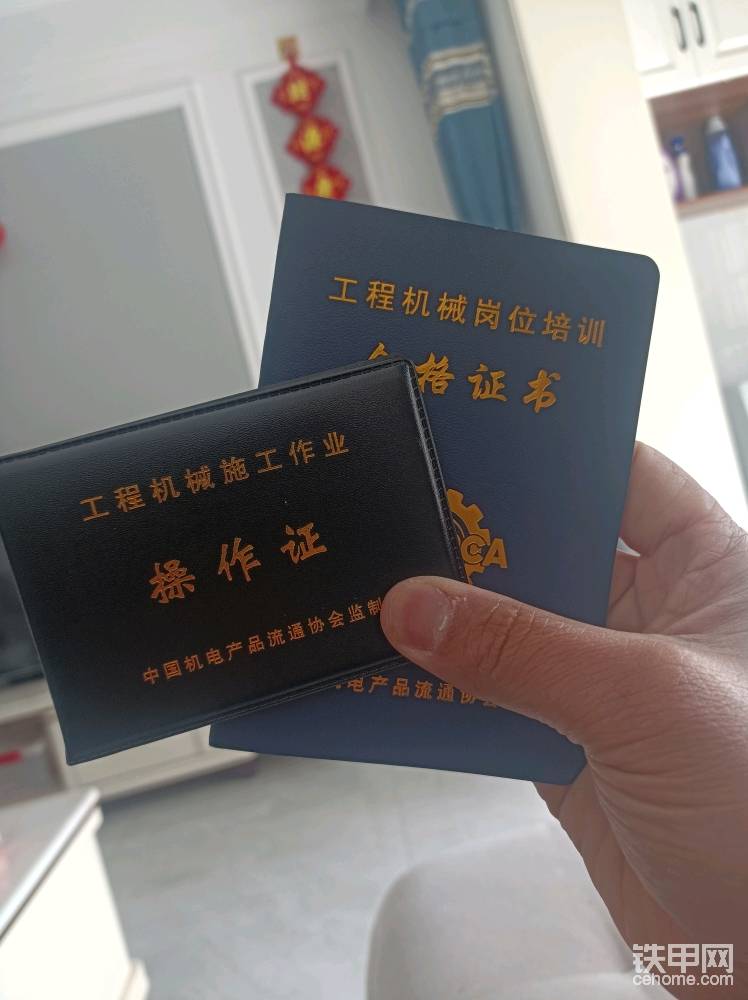 工程机械岗位培训
合格证书
CA
电产品流通协会
工程机械施工作业
操作证
中国机电产品流通协会监制
铁甲网
cehome.com